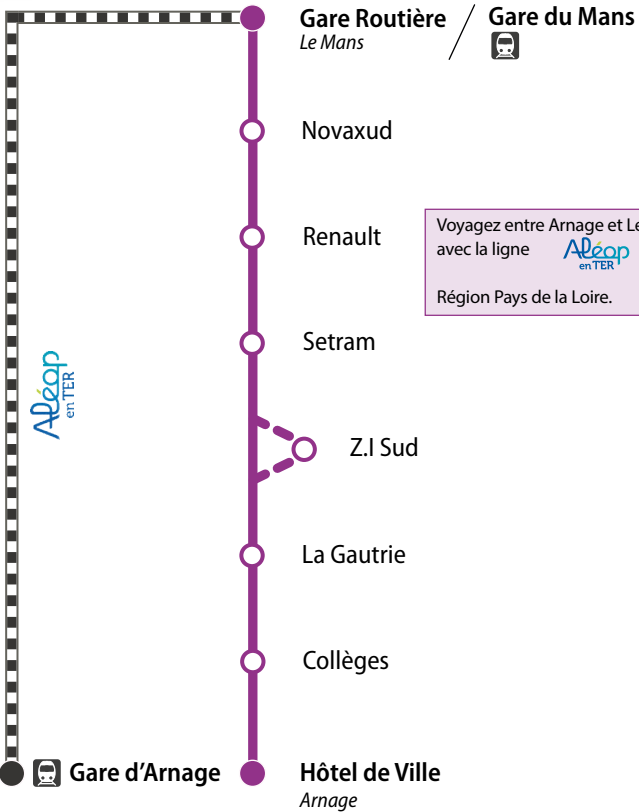 Gare Routière / Gare du Mans
Le Mans
Novaxud
Renault
Voyagez entre Arnage et Le
avec la ligne Aléop
en TER
Région Pays de la Loire.
Setram
Aléop
en TER
Z.I Sud
La Gautrie
Collèges
Gare d'Arnage
Hôtel de Ville
Arnage